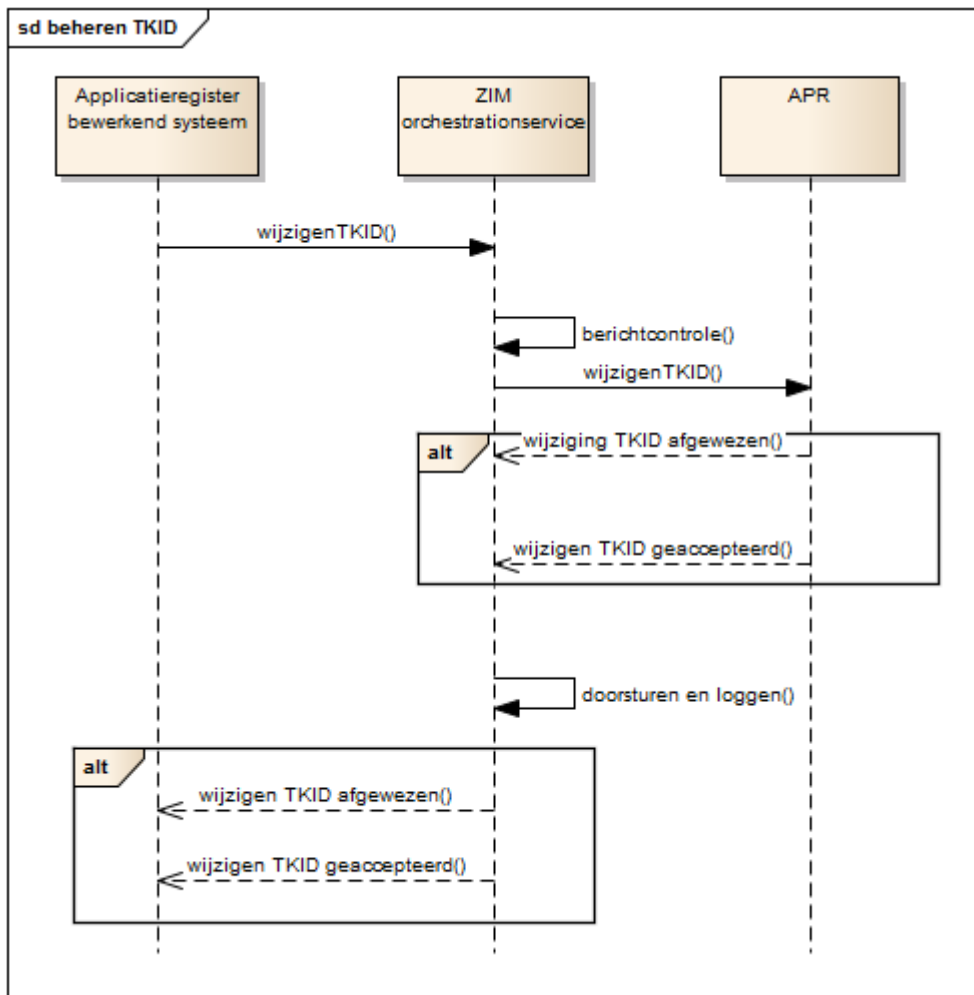 sd beheren TKID
Applicatieregister
bewerkend systeem
ZIM
orchestrationservice
APR
wijzigenTKID()
berichtcontrole()
wijzigenTKID()
alt
wijziging TKID afgewezen()
wijzigen TKID geaccepteerd()
doorsturen en loggen()
alt
wijzigen TKID afgewezen()
wijzigen TKID geaccepteerd()